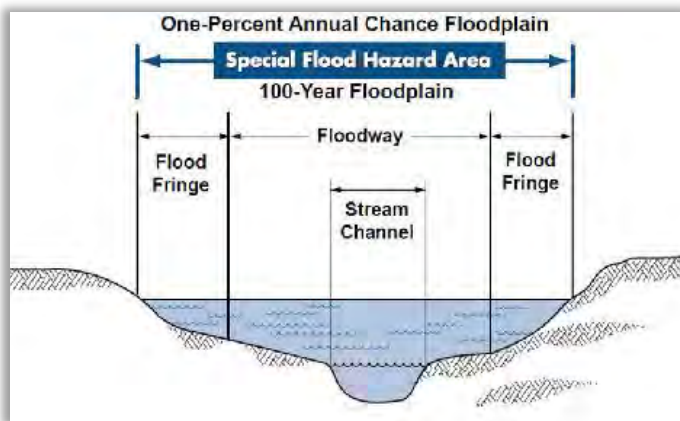 One-Percent Annual Chance Floodplain
Special Flood Hazard Area
100-Year Floodplain
Floodway
Flood
Fringe
Flood
Fringe
Stream
Channel